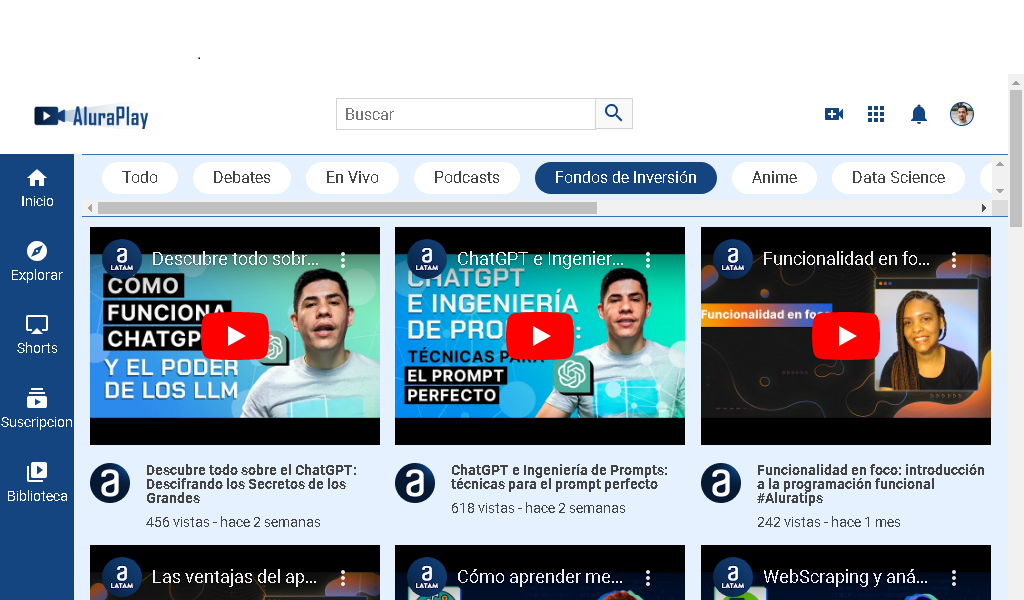 .
AluraPlay
Buscar
Todo
Debates
En Vivo
Podcasts
Fondos de Inversión
Anime
Data Science
Inicio
Explorar
Shorts
Suscripcion
Biblioteca
a
LATAM
Descubre todo sobr...
CÓMO
FUNCIONA
CHATGP
Y EL PODER
DE LOS LLM
a
LATAM
ChatGPT e Ingenier...
CHATGPT
E INGENIERÍA
DE PRO
:
TÉCNICAS PARA
EL PROMPT
PERFECTO
a
LATAM
Funcionalidad en fo...
Funcionalidad en foco
a
Descubre todo sobre el ChatGPT:
Descifrando los Secretos de los
Grandes
456 vistas - hace 2 semanas
a
ChatGPT e Ingeniería de Prompts:
técnicas para el prompt perfecto
618 vistas - hace 2 semanas
a
Funcionalidad en foco: introducción
a la programación funcional
#Aluratips
242 vistas - hace 1 mes
a
LATAM
Las ventajas del ap...
a
LATAM
Cómo aprender me...
a
LATAM
WebScraping y aná...